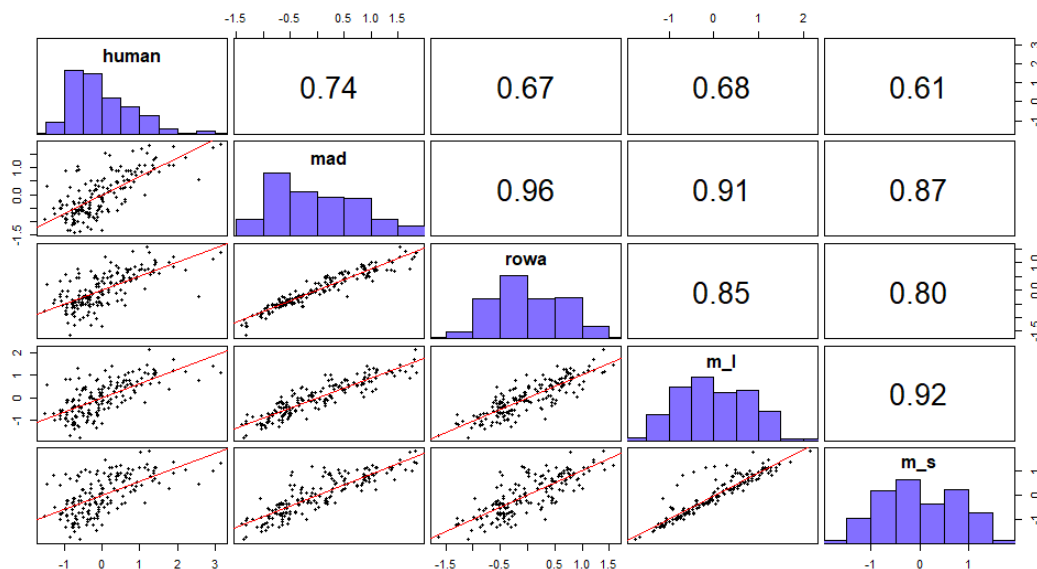 -1.5 -0.5 0.5 1.5 -1 0 1 2
human 0.74 0.67 0.68 0.61
-1 0 1 2 3
-1.5 0.0 1.0
mad 0.96 0.91 0.87
rowa 0.85 0.80
-1.5 0.0 1.0
-1 0 1 2
m_l 0.92
m_s
-1 0 1
-1 0 1 2 3 -1.5 -0.5 0.5 1.5 -1 0 1